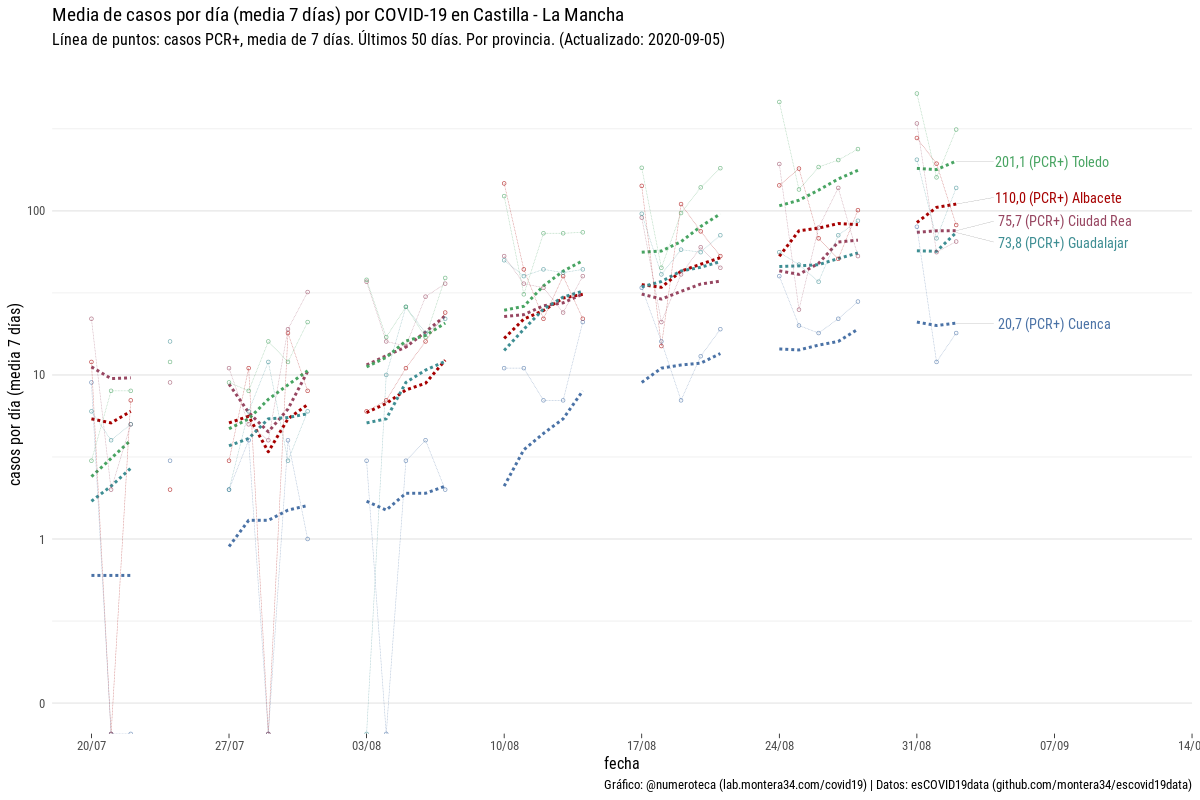 Media de casos por día (media 7 días) por COVID-19 en Castilla - La Mancha
Línea de puntos: casos PCR+, media de 7 días. Últimos 50 días. Por provincia. (Actualizado: 2020-09-05)
casos por día (media 7 días)
100
10
1
0
201,1 (PCR+) Toledo
110,0 (PCR+) Albacete
75,7 (PCR+) Ciudad Rea
73,8 (PCR+) Guadalajar
20,7 (PCR+) Cuenca
20/07
27/07
03/08
10/08
17/08
24/08
31/08
07/09
14/0
fecha
Gráfico: @numeroteca (lab.montera34.com/covid19) | Datos: esCOVID19data (github.com/montera34/escovid19data)